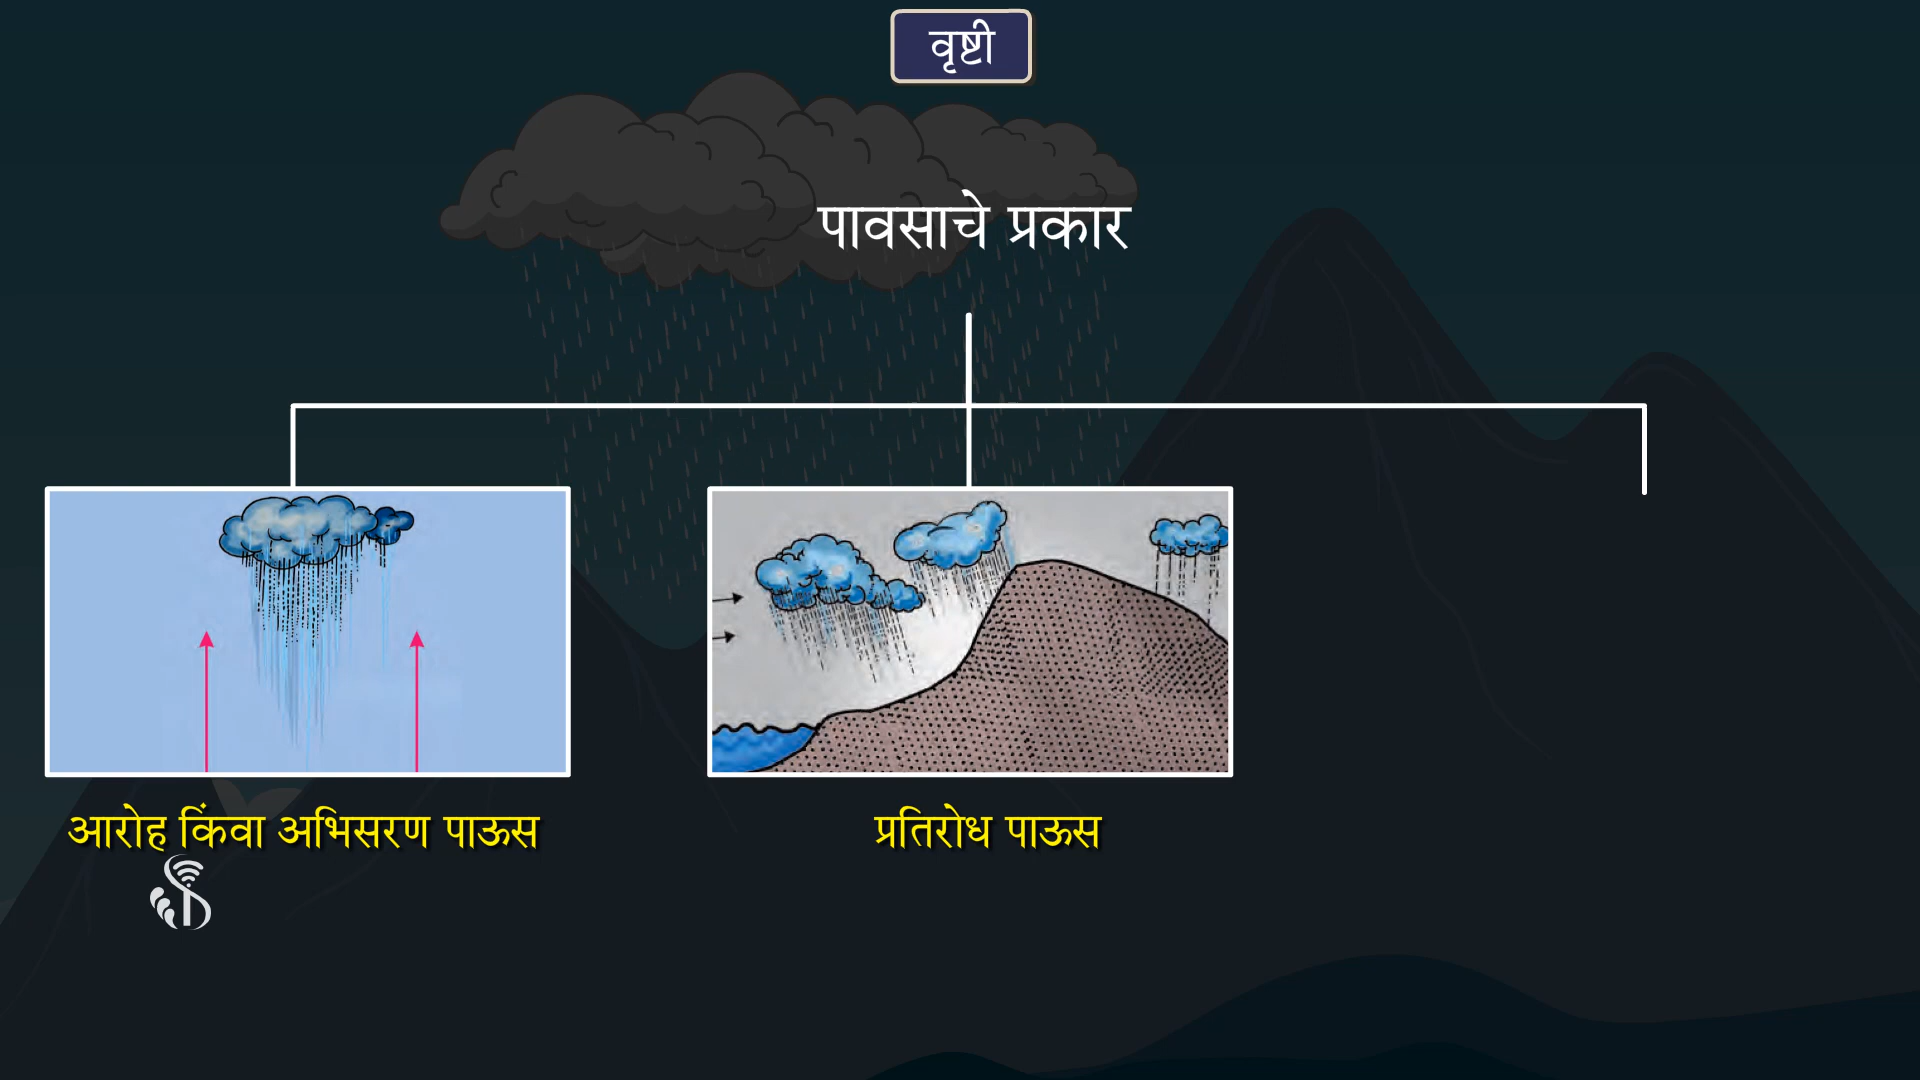 वृष्टी
पावसाचे प्रकार
आरोह किंवा अभिसरण पाऊस
प्रतिरोध पाऊस